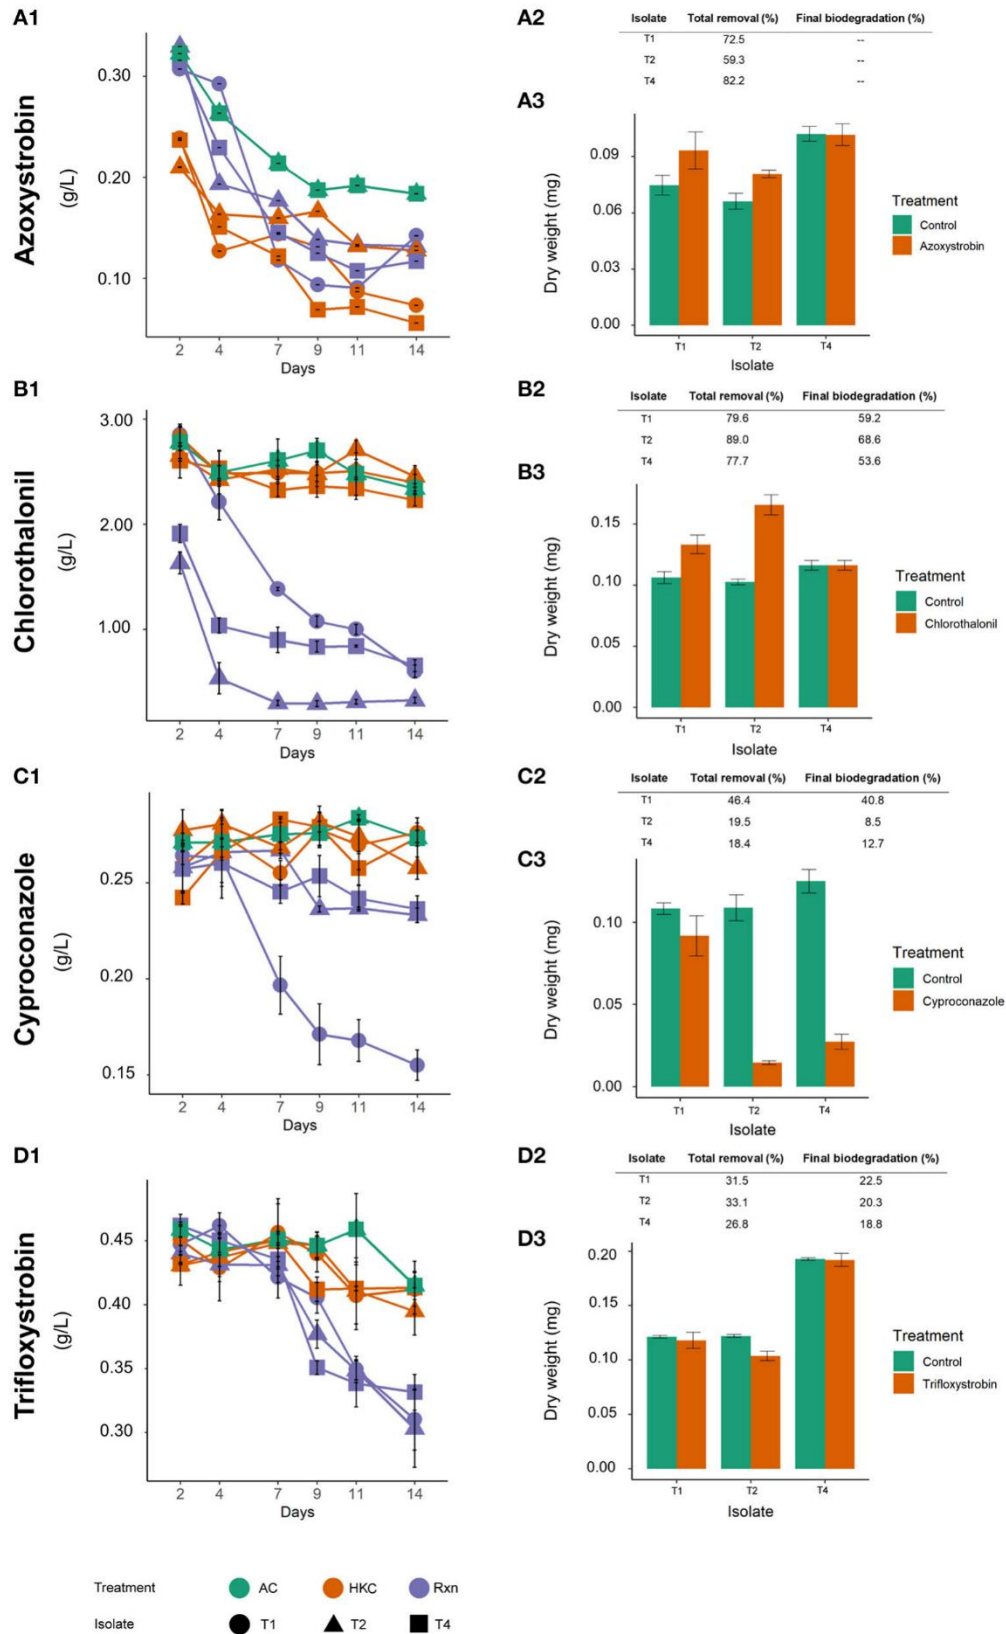 A1
Azoxystrobin
(g/L)
0.30
0.20
0.10
2 4 7 9 11 14
Days
A2
Isolate Total removal (%) Final biodegradation (%)
T1 72.5 --
T2 59.3 --
T4 82.2 --
A3
Dry weight (mg)
0.09
0.06
0.03
0.00
T1 T2 T4
Isolate
Treatment
Control
Azoxystrobin
B1
Chlorothalonil
(g/L)
3.00
2.00
1.00
2 4 7 9 11 14
Days
B2
Isolate Total removal (%) Final biodegradation (%)
T1 79.6 59.2
T2 89.0 68.6
T4 77.7 53.6
B3
Dry weight (mg)
0.15
0.10
0.05
0.00
T1 T2 T4
Isolate
Treatment
Control
Chlorothalonil
C1
Cyproconazole
(g/L)
0.25
0.20
0.15
2 4 7 9 11 14
Days
C2
Isolate Total removal (%) Final biodegradation (%)
T1 46.4 40.8
T2 19.5 8.5
T4 18.4 12.7
C3
Dry weight (mg)
0.10
0.05
0.00
T1 T2 T4
Isolate
Treatment
Control
Cyproconazole
D1
Trifloxystrobin
(g/L)
0.45
0.40
0.35
0.30
2 4 7 9 11 14
Days
D2
Isolate Total removal (%) Final biodegradation (%)
T1 31.5 22.5
T2 33.1 20.3
T4 26.8 18.8
D3
Dry weight (mg)
0.20
0.15
0.10
0.05
0.00
T1 T2 T4
Isolate
Treatment
Control
Trifloxystrobin
Treatment AC HKC Rxn
Isolate T1 T2 T4